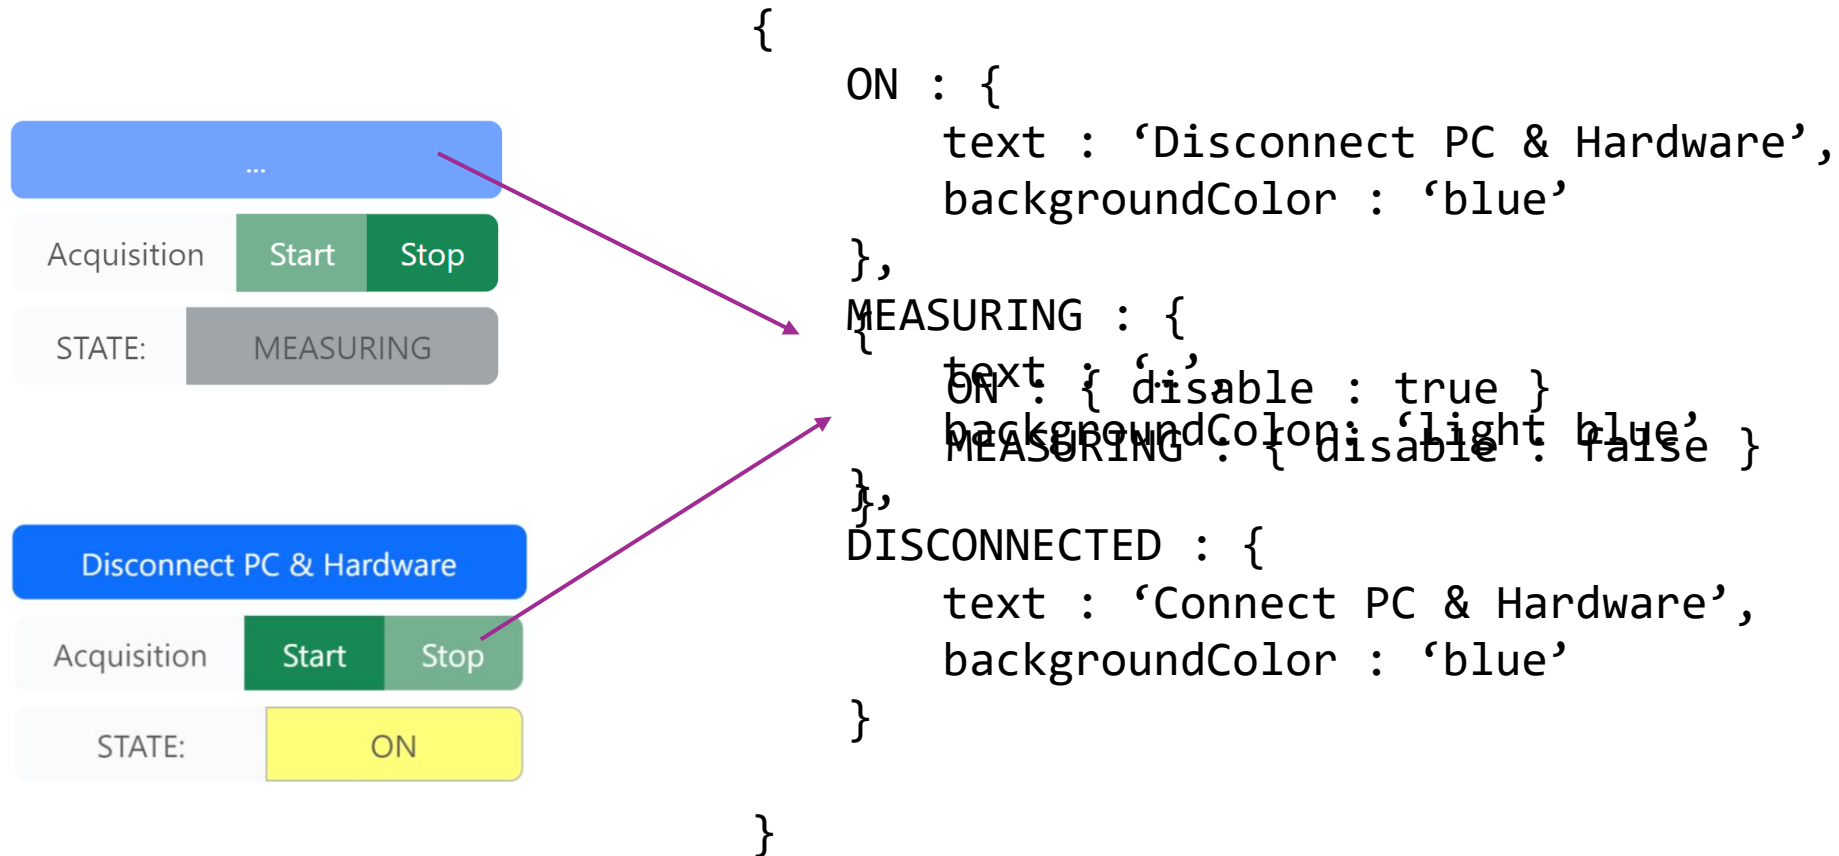 ...
Acquisition Start Stop
STATE: MEASURING
Disconnect PC & Hardware
Acquisition Start Stop
STATE: ON
{
ON : {
text : ‘Disconnect PC & Hardware’,
backgroundColor : ‘blue’
},
MEASURING : {
text : ‘…’,
backgroundColor: ‘light blue’
},
DISCONNECTED : {
text : ‘Connect PC & Hardware’,
backgroundColor : ‘blue’
}
}
{
ON : { disable : true }
MEASURING : { disable : false }
}